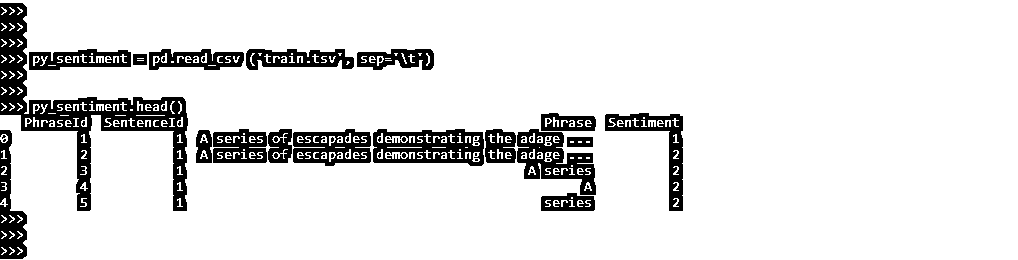 >>>
>>>
>>>
>>> py_sentiment = pd.read_csv ('train.tsv', sep='\t')
>>>
>>>
>>> py_sentiment.head()
PhraseId SentenceId Phrase Sentiment
0 1 1 A series of escapades demonstrating the adage ... 1
1 2 1 A series of escapades demonstrating the adage ... 2
2 3 1 A series 2
3 4 1 A 2
4 5 1 series 2
>>>
>>>
>>>